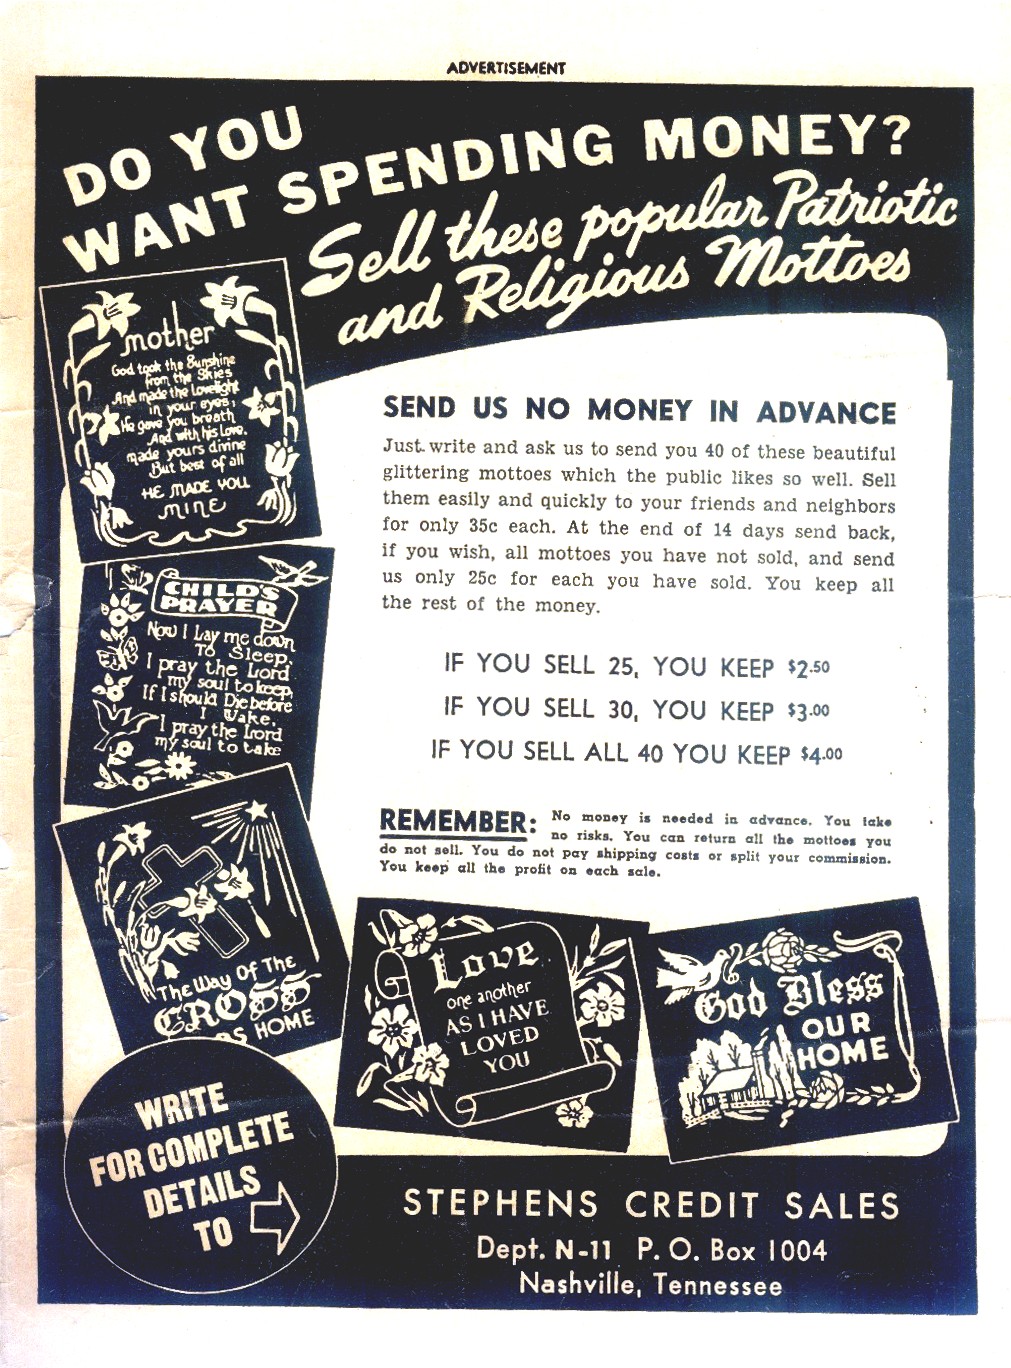 ADVERTISEMENT
DO YOU
WANT SPENDING MONEY?
Sell these popular Patriotic
and Religious Mottoes
mother
God took the Sunshine
from the Skies
And made the Lovelight
in your eyes,
He gave you breath
And with his Love,
made yours divine
But best of all
HE MADE YOU
MINE
CHILD'S
PRAYER
Now I Lay me down
To Sleep,
I pray the Lord
my soul to keep,
If I should Die before
I Wake,
I pray the Lord
my soul to take
The Way Of The
CROSS
HOME
SEND US NO MONEY IN ADVANCE
Just write and ask us to send you 40 of these beautiful
glittering mottoes which the public likes so well. Sell
them easily and quickly to your friends and neighbors
for only 35c each. At the end of 14 days send back,
if you wish, all mottoes you have not sold, and send
us only 25c for each you have sold. You keep all
the rest of the money.
IF YOU SELL 25, YOU KEEP $2.50
IF YOU SELL 30, YOU KEEP $3.00
IF YOU SELL ALL 40 YOU KEEP $4.00
REMEMBER: No money is needed in advance. You take
no risks. You can return all the mottoes you
do not sell. You do not pay shipping costs or split your commission.
You keep all the profit on each sale.
Love
one another
AS I HAVE
LOVED
YOU
God Bless
OUR
HOME
WRITE
FOR COMPLETE
DETAILS
TO
STEPHENS CREDIT SALES
Dept. N-11 P. O. Box 1004
Nashville, Tennessee